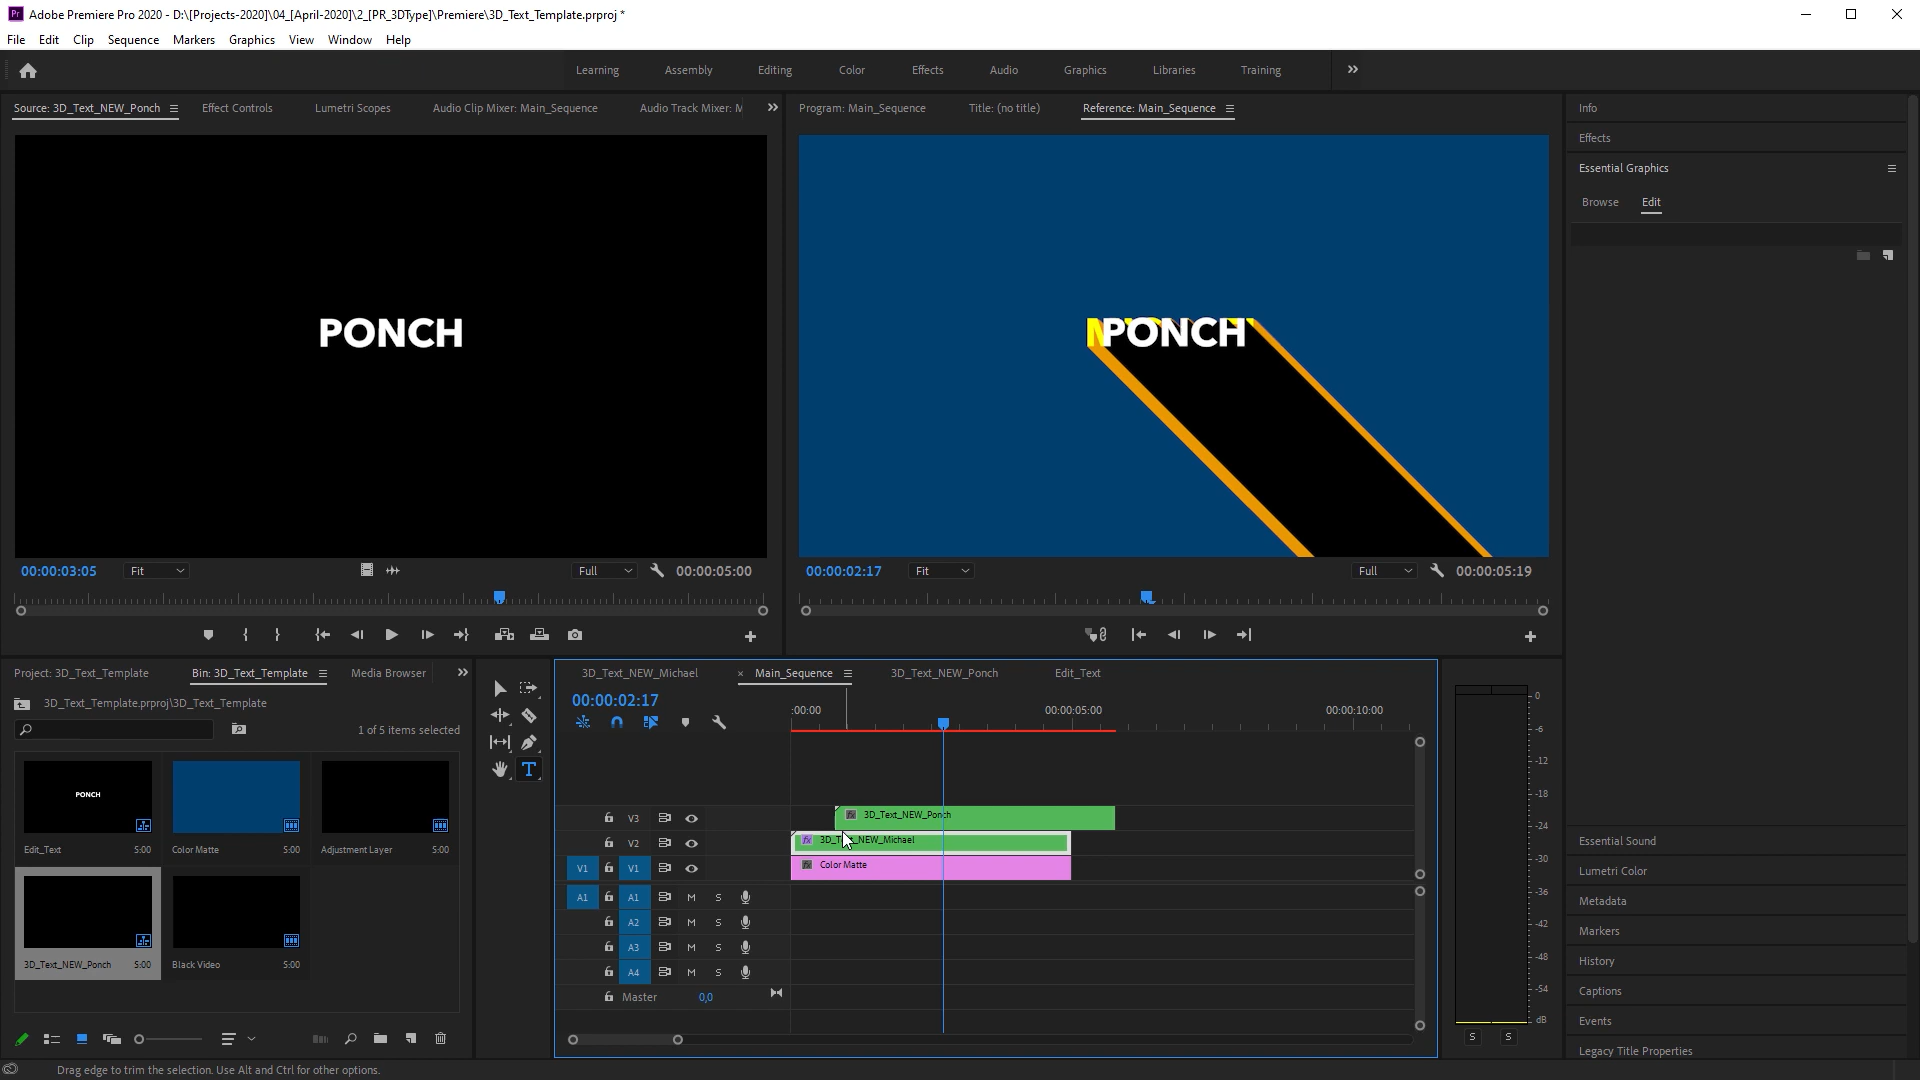 Adobe Premiere Pro 2020 - D:\[Projects-2020]\04_[April-2020]\2_[PR_3DType]\Premiere\3D_Text_Template.prproj *
File Edit Clip Sequence Markers Graphics View Window Help
Learning Assembly Editing Color Effects Audio Graphics Libraries Training
Source: 3D_Text_NEW_Ponch Effect Controls Lumetri Scopes Audio Clip Mixer: Main_Sequence Audio Track Mixer: M
Program: Main_Sequence Title: (no title) Reference: Main_Sequence
Info
Effects
Essential Graphics
Browse Edit
PONCH
PONCH
00:00:03:05 Fit Full 00:00:05:00
00:00:02:17 Fit Full 00:00:05:19
Project: 3D_Text_Template Bin: 3D_Text_Template Media Browser
3D_Text_Template.prproj\3D_Text_Template
1 of 5 items selected
PONCH
Edit_Text 5:00 Color Matte 5:00 Adjustment Layer 5:00
3D_Text_NEW_Ponch 5:00 Black Video 5:00
T
3D_Text_NEW_Michael × Main_Sequence 3D_Text_NEW_Ponch Edit_Text
00:00:02:17
:00:00 00:00:05:00 00:00:10:00
V3 3D_Text_NEW_Ponch
V2 3D_T xt_NEW_Michael
V1 V1 Color Matte
A1 A1 M S
A2 M S
A3 M S
A4 M S
Master 0,0
0
-6
-12
-18
-24
-30
-36
-42
-48
-54
dB
S S
Essential Sound
Lumetri Color
Metadata
Markers
History
Captions
Events
Legacy Title Properties
Drag edge to trim the selection. Use Alt and Ctrl for other options.